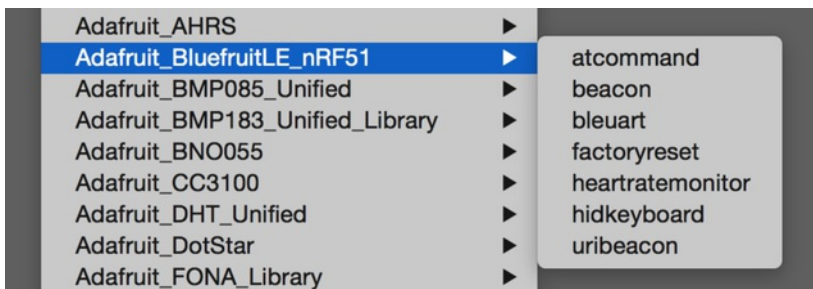 Adafruit_AHRS
Adafruit_BluefruitLE_nRF51
Adafruit_BMP085_Unified
Adafruit_BMP183_Unified_Library
Adafruit_BNO055
Adafruit_CC3100
Adafruit_DHT_Unified
Adafruit_DotStar
Adafruit_FONA_Library
atcommand
beacon
bleuart
factoryreset
heartratemonitor
hidkeyboard
uribeacon